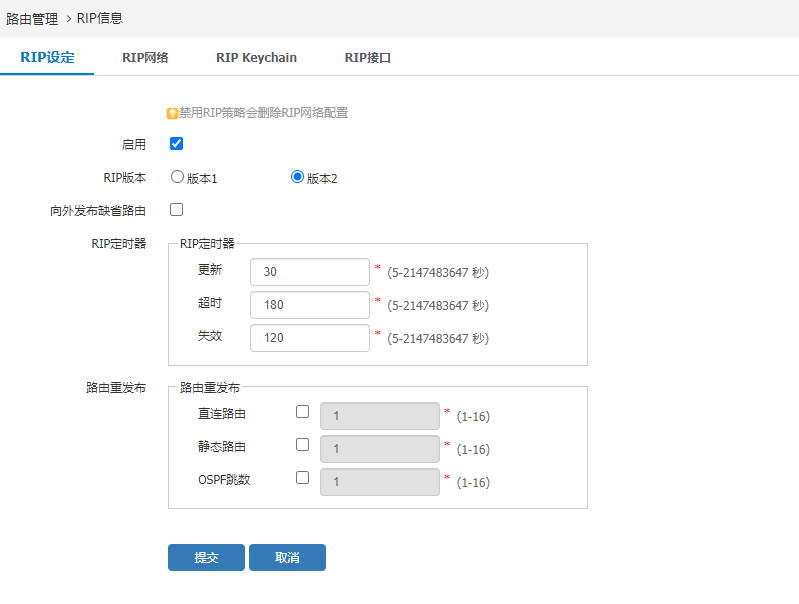 路由管理 > RIP信息
RIP设定 RIP网络 RIP Keychain RIP接口
禁用RIP策略会删除RIP网络配置
启用
RIP版本 版本1 版本2
向外发布缺省路由
RIP定时器 RIP定时器
更新 30 * (5-2147483647 秒)
超时 180 * (5-2147483647 秒)
失效 120 * (5-2147483647 秒)
路由重发布 路由重发布
直连路由 1 * (1-16)
静态路由 1 * (1-16)
OSPF跳数 1 * (1-16)
提交 取消